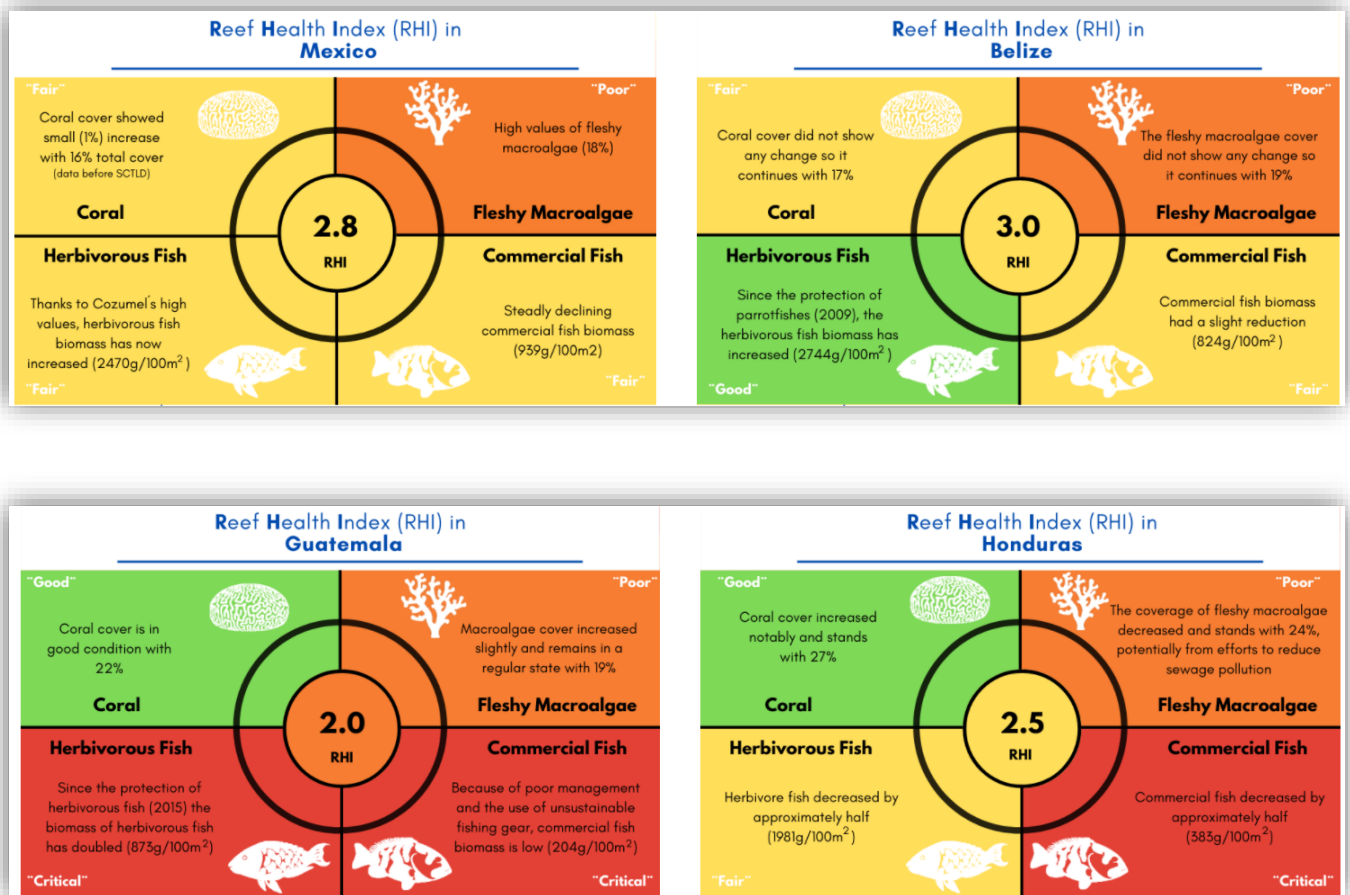 Reef Health Index (RHI) in
Mexico
¨Fair¨
Coral cover showed
small (1%) increase
with 16% total cover
(data before SCTLD)
Coral
¨Poor¨
High values of fleshy
macroalgae (18%)
Fleshy Macroalgae
2.8
RHI
Herbivorous Fish
Thanks to Cozumel´s high
values, herbivorous fish
biomass has now
increased (2470g/100m²)
¨Fair¨
Commercial Fish
Steadly declining
commercial fish biomass
(939g/100m2)
¨Fair¨
Reef Health Index (RHI) in
Belize
¨Fair¨
Coral cover did not show
any change so it
continues with 17%
Coral
¨Poor¨
The fleshy macroalgae cover
did not show any change so
it continues with 19%
Fleshy Macroalgae
3.0
RHI
Herbivorous Fish
Since the protection of
parrotfishes (2009), the
herbivorous fish biomass has
increased (2744g/100m²)
¨Good¨
Commercial Fish
Commercial fish biomass
had a slight reduction
(824g/100m²)
¨Fair¨
Reef Health Index (RHI) in
Guatemala
¨Good¨
Coral cover is in
good condition with
22%
Coral
¨Poor¨
Macroalgae cover increased
slightly and remains in a
regular state with 19%
Fleshy Macroalgae
2.0
RHI
Herbivorous Fish
Since the protection of
herbivorous fish (2015) the
biomass of herbivorous fish
has doubled (873g/100m²)
¨Critical¨
Commercial Fish
Because of poor management
and the use of unsustainable
fishing gear, commercial fish
biomass is low (204g/100m²)
¨Critical¨
Reef Health Index (RHI) in
Honduras
¨Good¨
Coral cover increased
notably and stands
with 27%
Coral
¨Poor¨
The coverage of fleshy macroalgae
decreased and stands with 24%,
potentially from efforts to reduce
sewage pollution
Fleshy Macroalgae
2.5
RHI
Herbivorous Fish
Herbivore fish decreased by
approximately half
(1981g/100m²)
¨Fair¨
Commercial Fish
Commercial fish decreased by
approximately half
(383g/100m²)
¨Critical¨